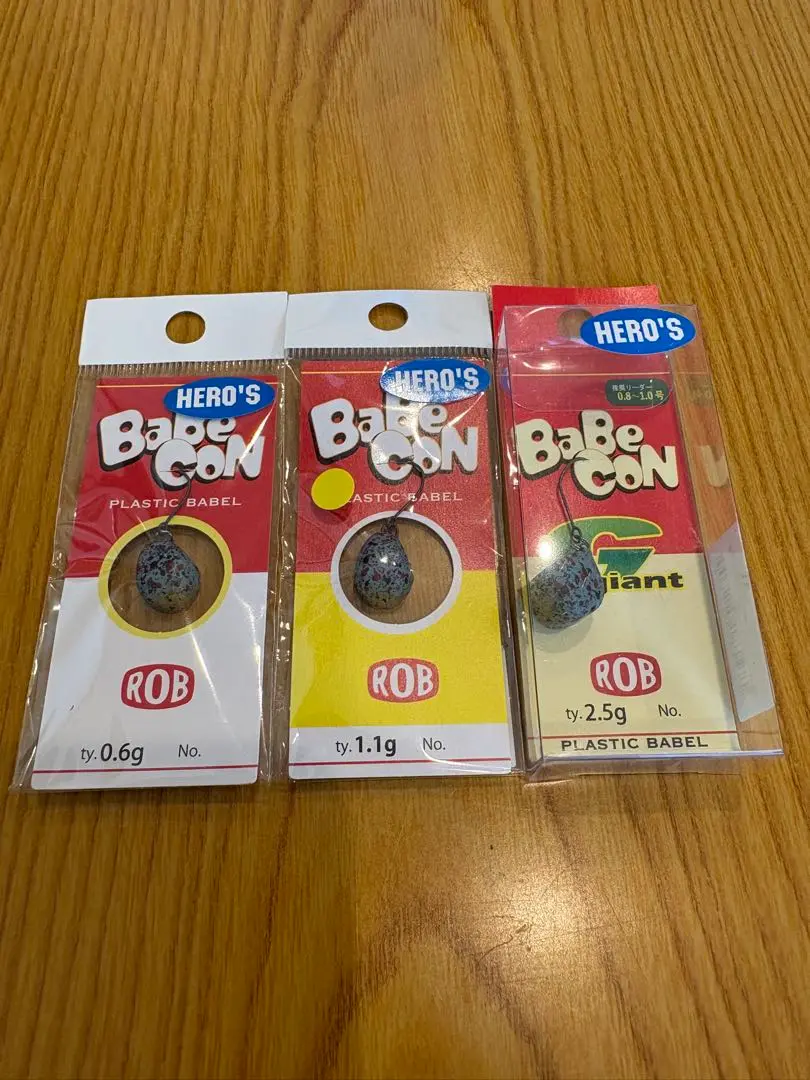 HERO'S
BaBe
CoN
PLASTIC BABEL
ROB
ty.0.6g No.
HERO'S
BaBe
CoN
ASTIC BABEL
ROB
ty.1.1g No.
HERO'S
推奨リーダー
0.8~1.0号
BaBe
CoN
G
iant
ROB
ty.2.5g No.
PLASTIC BABEL